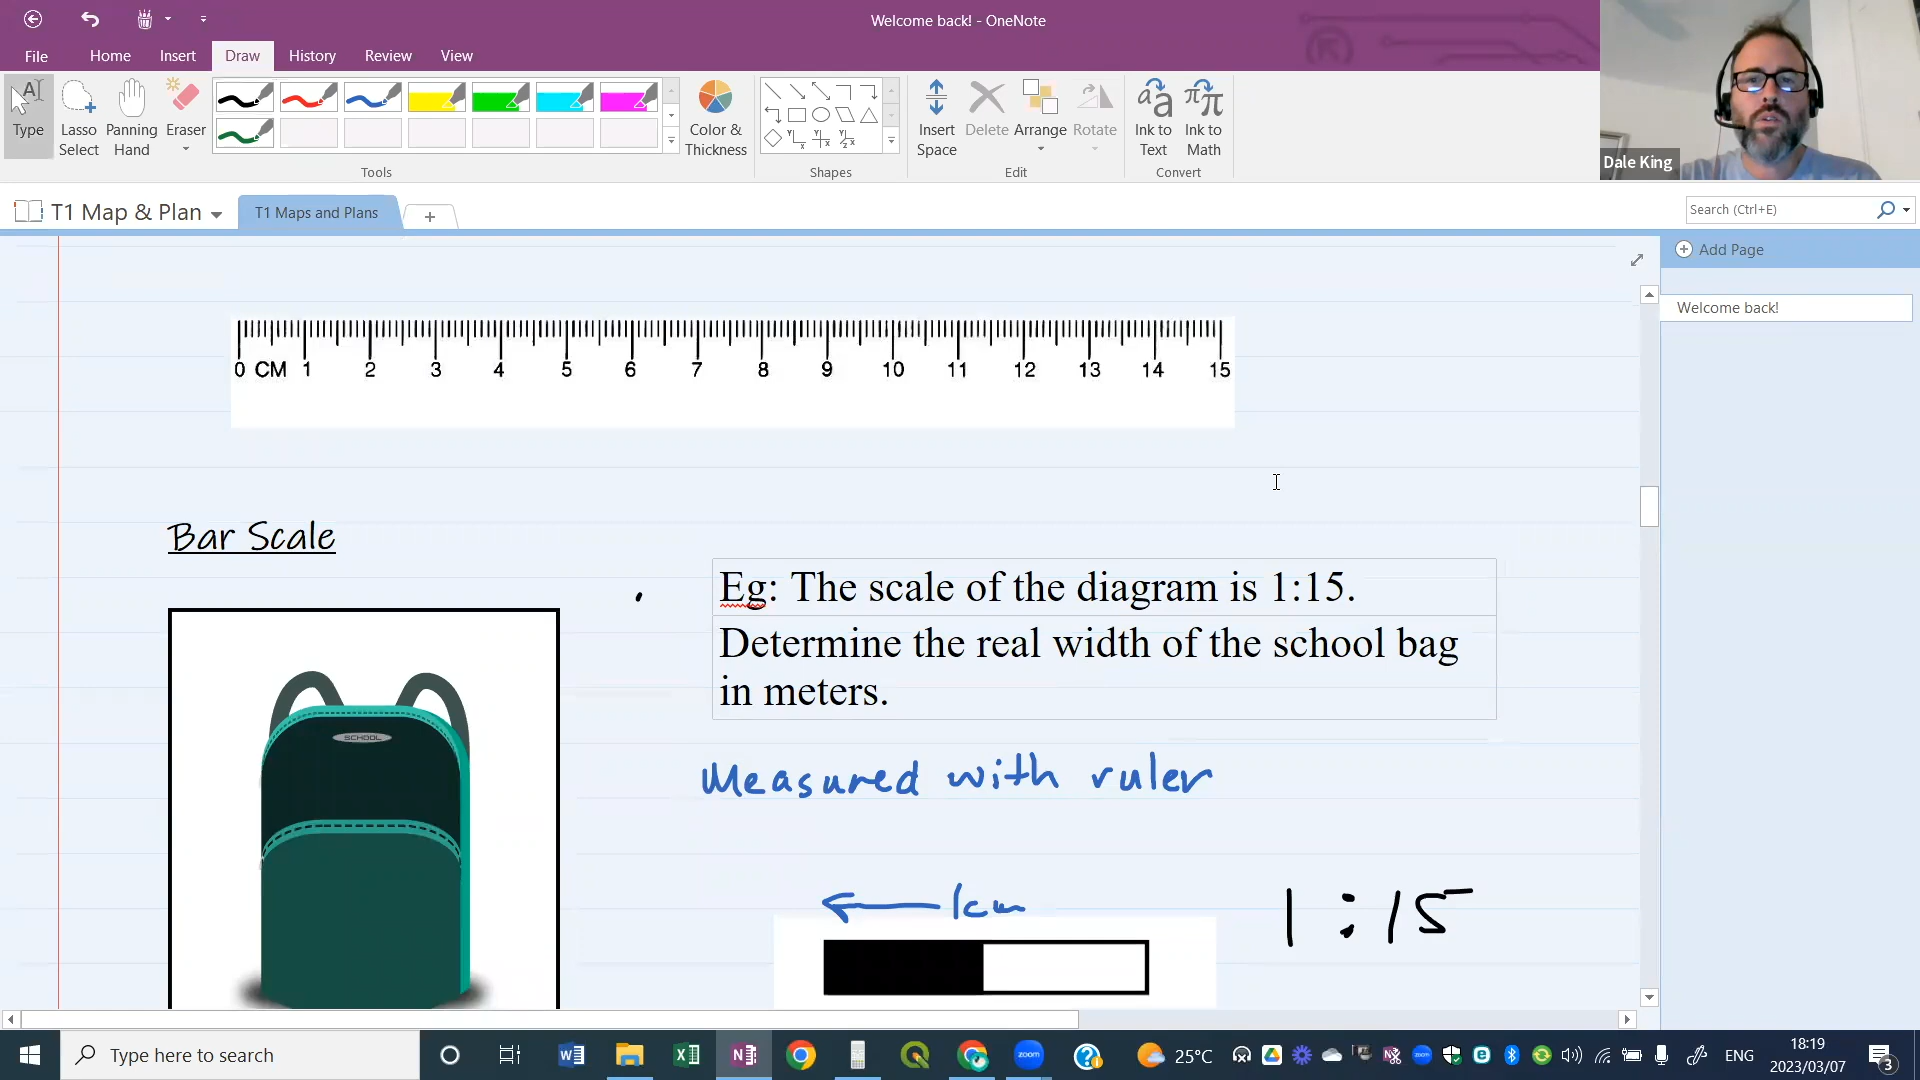 Welcome back! - OneNote
File Home Insert Draw History Review View
Type
Lasso Select
Panning Hand
Eraser
Color & Thickness
Insert Space
Delete
Arrange
Rotate
Ink to Text
Ink to Math
Tools
Shapes
Edit
Convert
Dale King
T1 Map & Plan
T1 Maps and Plans
Search (Ctrl+E)
Add Page
Welcome back!
0 CM 1 2 3 4 5 6 7 8 9 10 11 12 13 14 15
Bar Scale
Eg: The scale of the diagram is 1:15.
Determine the real width of the school bag
in meters.
SCHOOL
Measured with ruler
1cm
1:15
Type here to search
zoom
25°C
ENG
18:19
2023/03/07
3